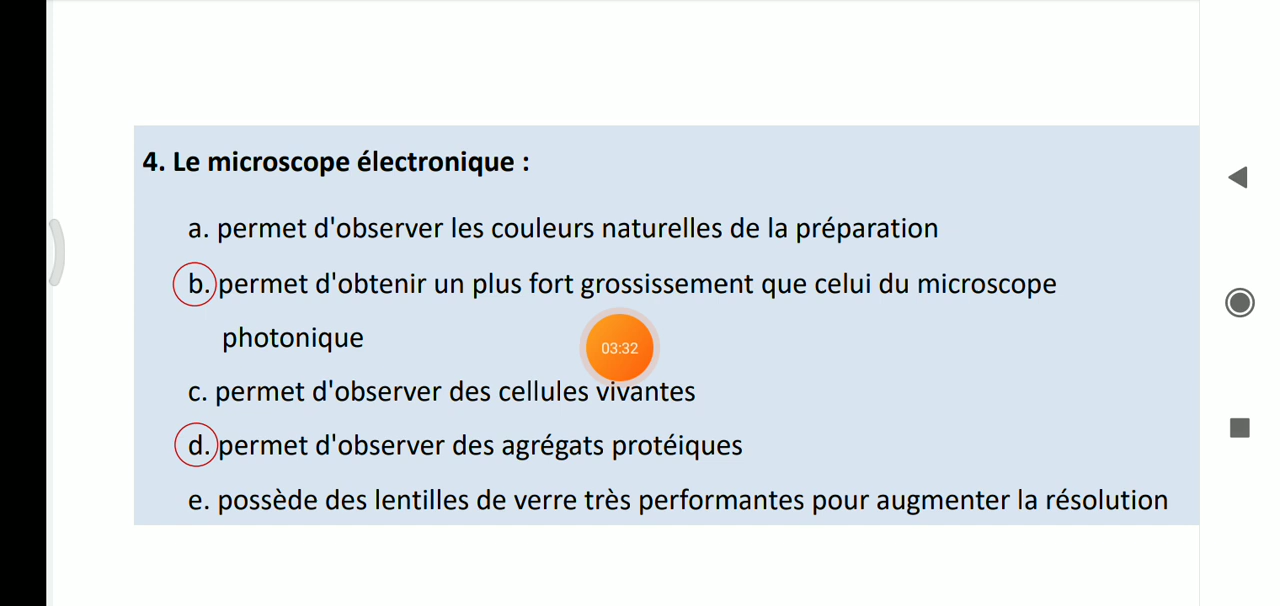 4. Le microscope électronique :
a. permet d'observer les couleurs naturelles de la préparation
b. permet d'obtenir un plus fort grossissement que celui du microscope
photonique
03:32
c. permet d'observer des cellules vivantes
d. permet d'observer des agrégats protéiques
e. possède des lentilles de verre très performantes pour augmenter la résolution